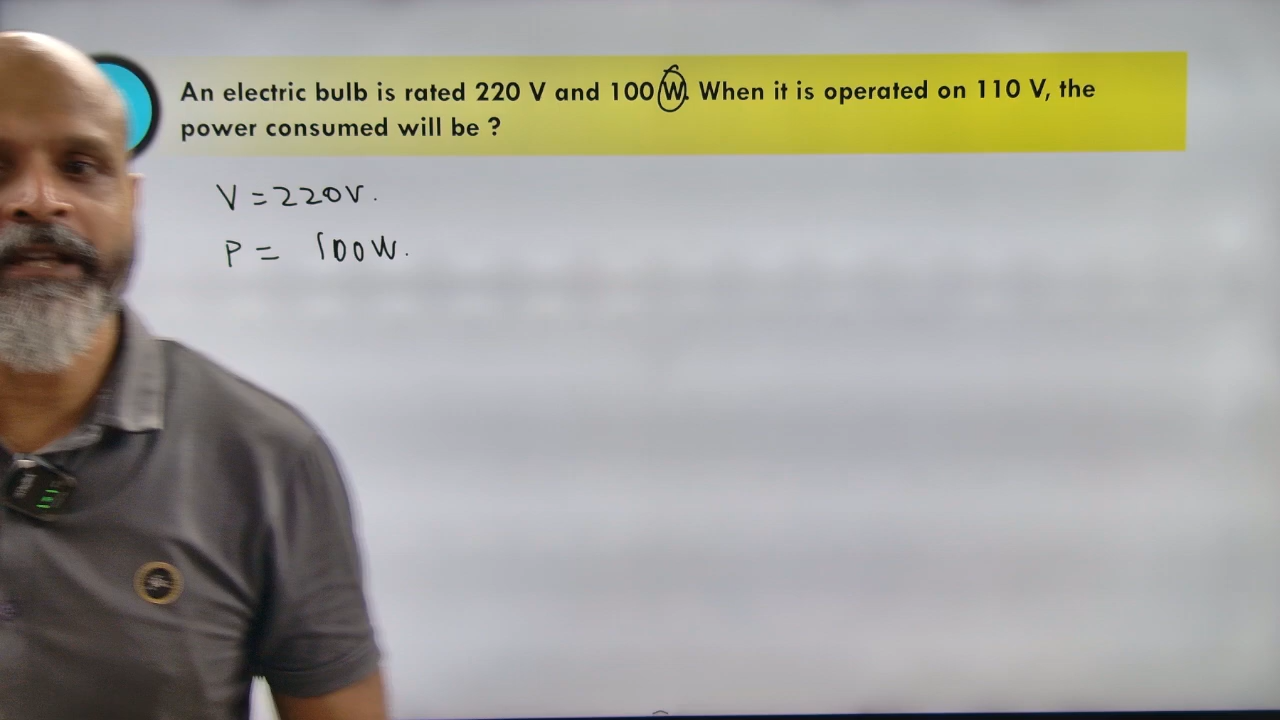 An electric bulb is rated 220 V and 100 W. When it is operated on 110 V, the
power consumed will be ?
V = 220V.
P = 100W.